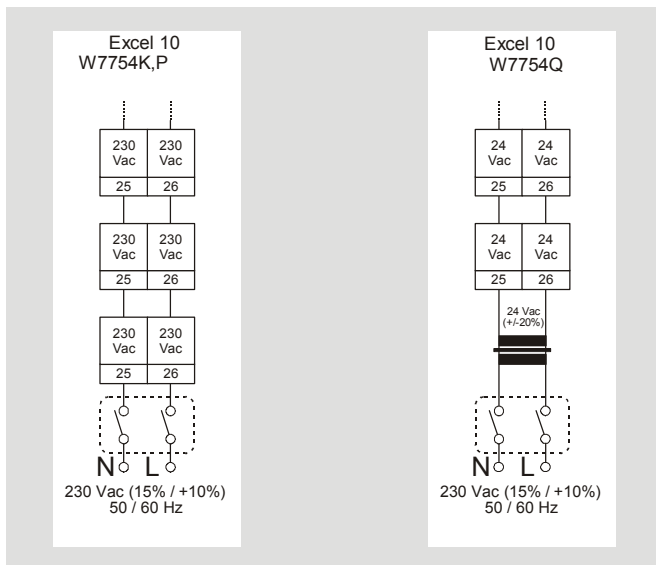 Excel 10
W7754K,P
230 230
Vac Vac
25 26
230 230
Vac Vac
25 26
230 230
Vac Vac
25 26
N L
230 Vac (15% / +10%)
50 / 60 Hz
Excel 10
W7754Q
24 24
Vac Vac
25 26
24 24
Vac Vac
25 26
24 Vac
(+/-20%)
N L
230 Vac (15% / +10%)
50 / 60 Hz